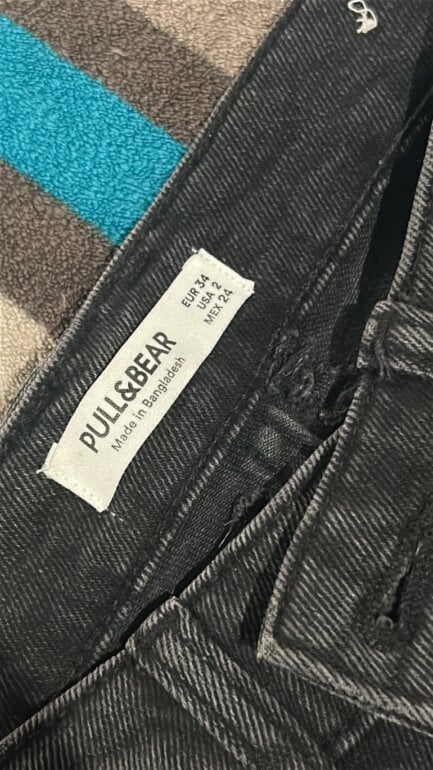 EUR 34
USA 2
MEX 24
PULL&BEAR
Made in Bangladesh